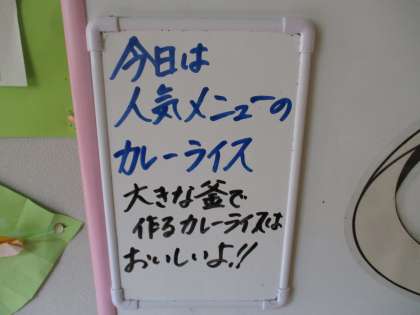 今日は
人気メニューの
カレーライス
大きな釜で
作るカレーライスは
おいしいよ!!